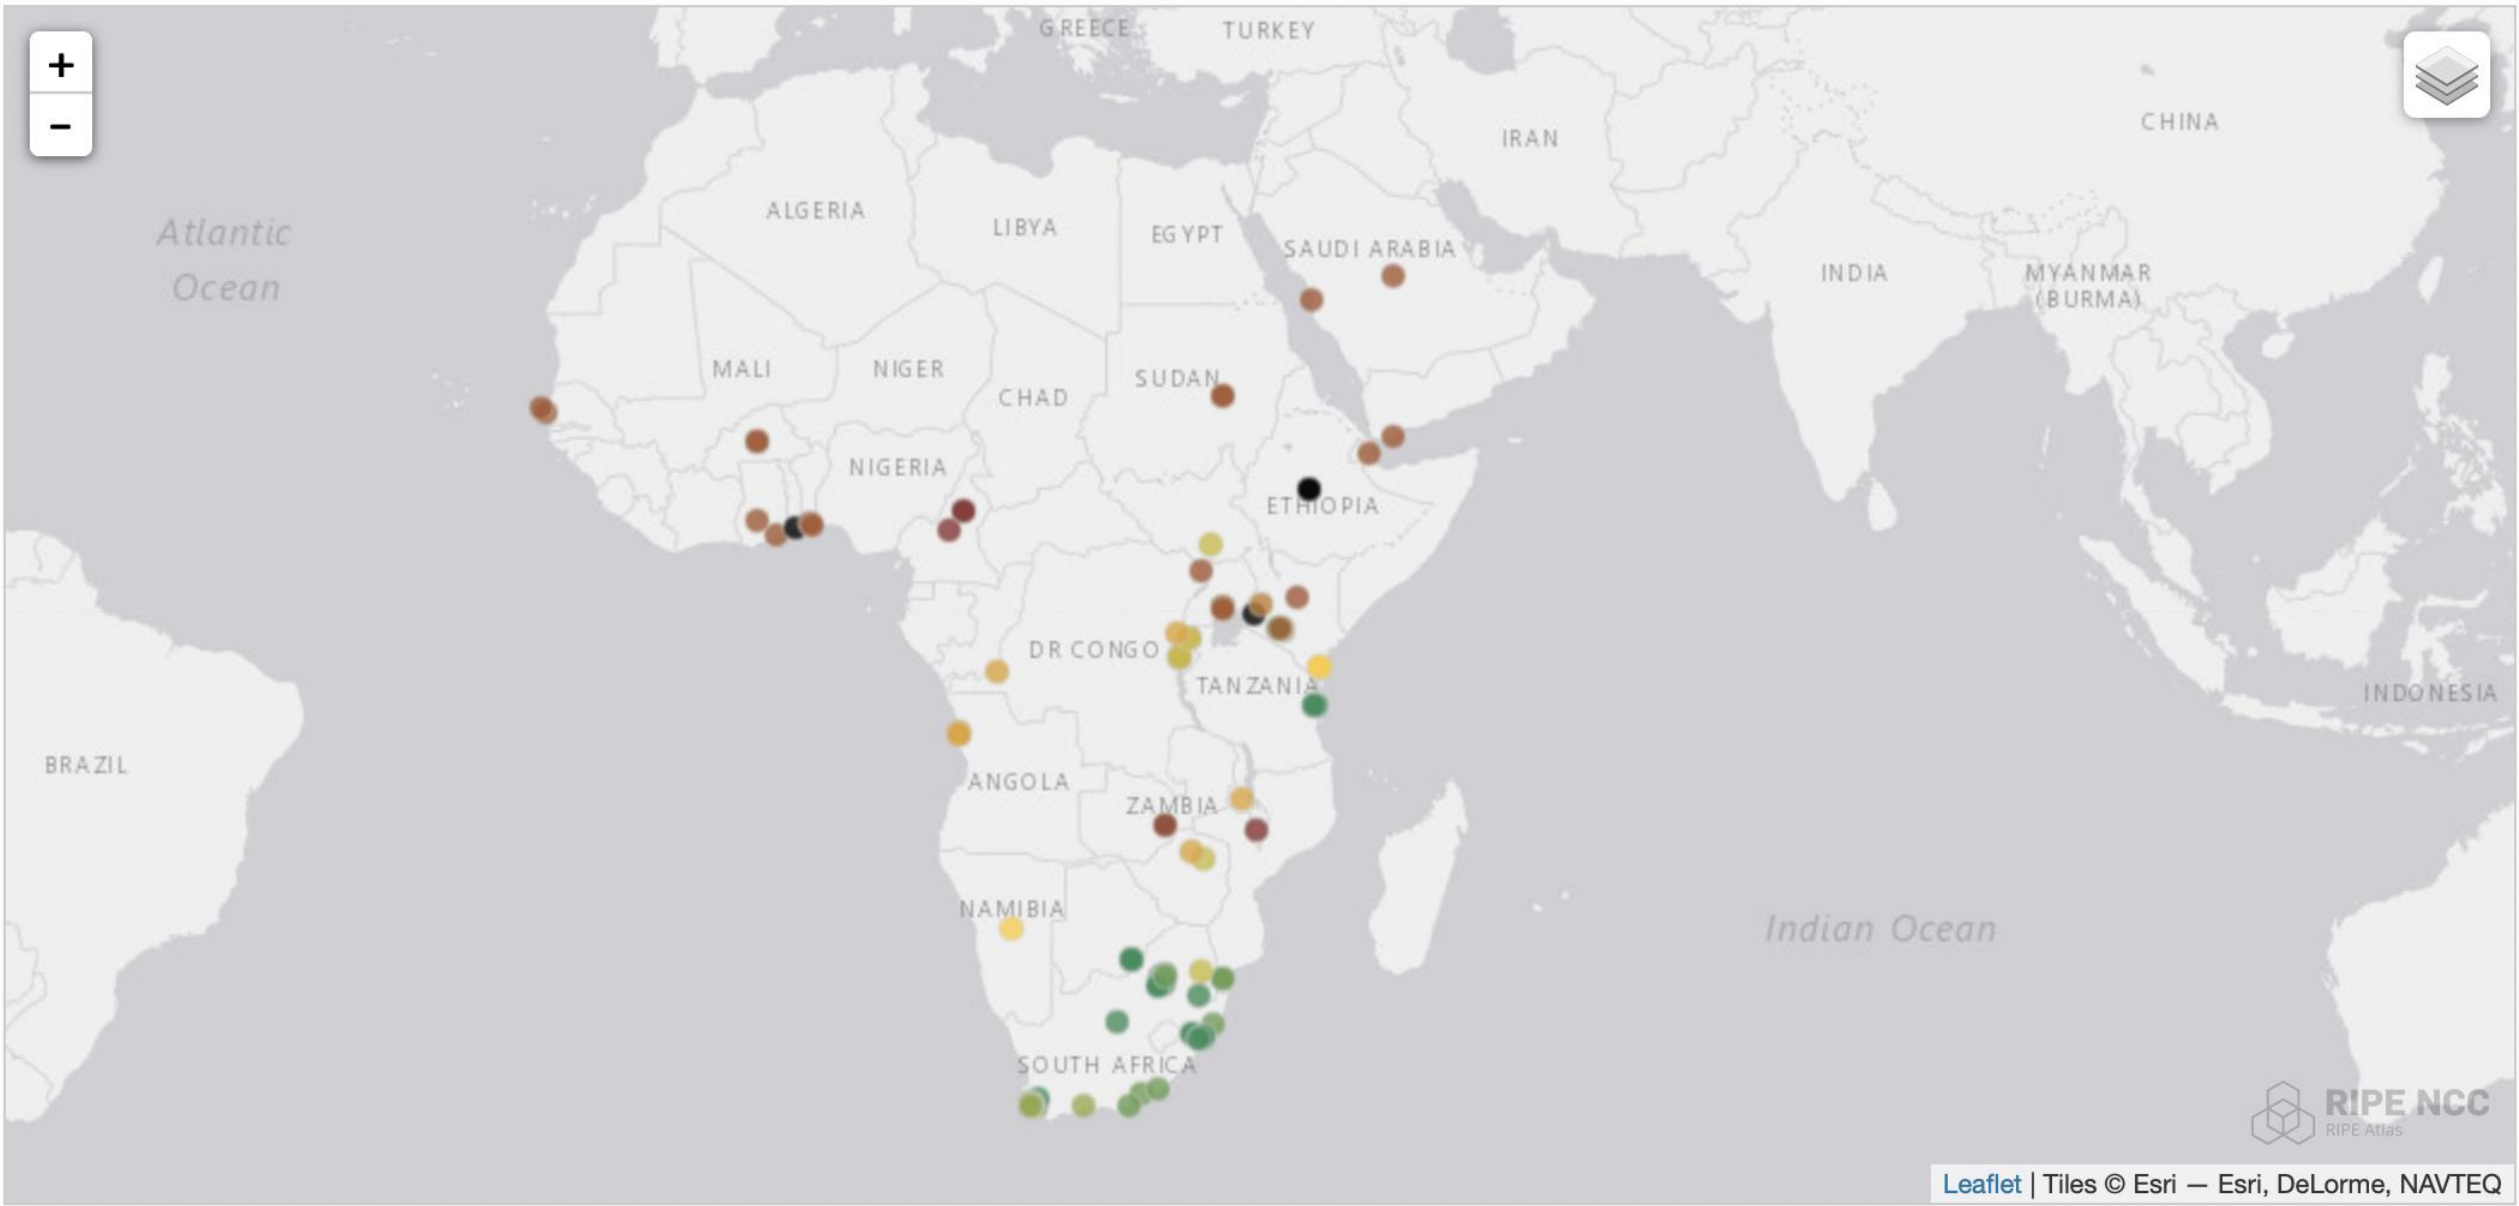 +
−
GREECE
TURKEY
IRAN
CHINA
ALGERIA
LIBYA
EGYPT
SAUDI ARABIA
INDIA
MYANMAR
(BURMA)
Atlantic
Ocean
MALI
NIGER
CHAD
SUDAN
NIGERIA
ETHIOPIA
DR CONGO
TANZANIA
INDONESIA
BRAZIL
ANGOLA
ZAMBIA
NAMIBIA
Indian Ocean
SOUTH AFRICA
RIPE NCC
RIPE Atlas
Leaflet | Tiles © Esri — Esri, DeLorme, NAVTEQ